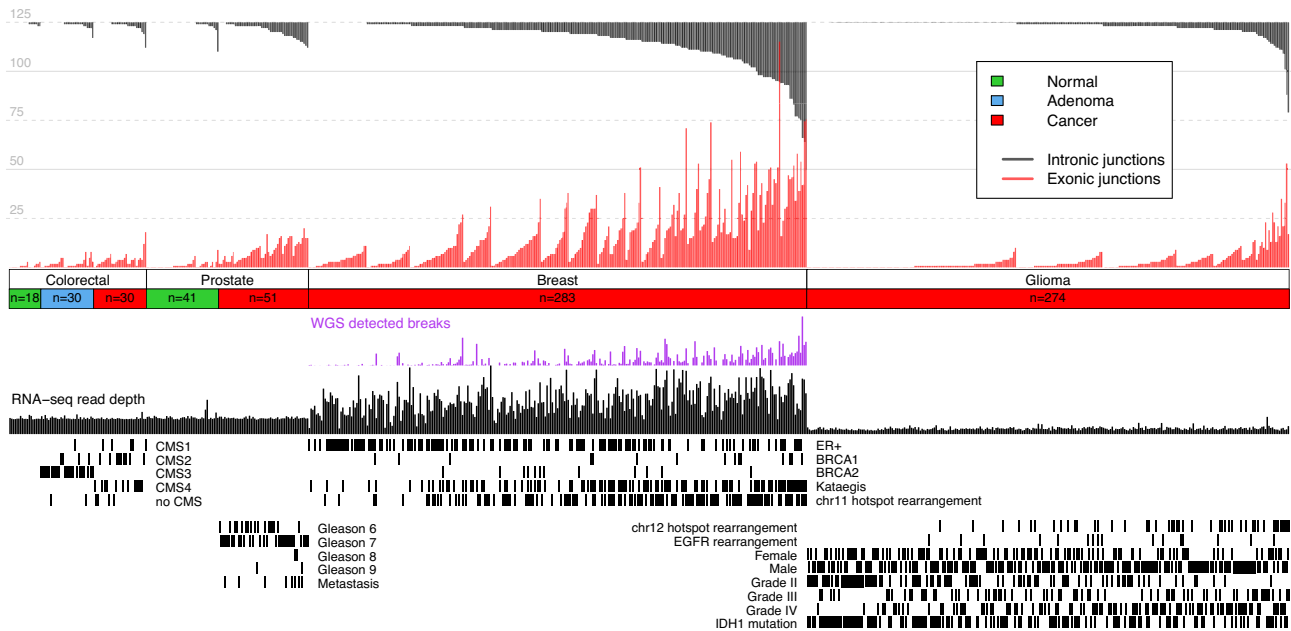 125
100
75
50
25
Normal
Adenoma
Cancer
Intronic junctions
Exonic junctions
Colorectal
Prostate
Breast
Glioma
n=18
n=30
n=30
n=41
n=51
n=283
n=274
WGS detected breaks
RNA−seq read depth
CMS1
CMS2
CMS3
CMS4
no CMS
ER+
BRCA1
BRCA2
Kataegis
chr11 hotspot rearrangement
Gleason 6
Gleason 7
Gleason 8
Gleason 9
Metastasis
chr12 hotspot rearrangement
EGFR rearrangement
Female
Male
Grade II
Grade III
Grade IV
IDH1 mutation